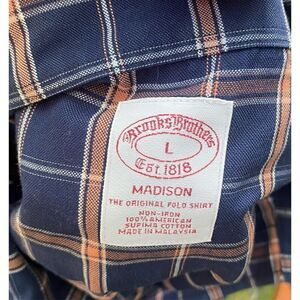 Brooks Brothers
L
Est. 1818
MADISON
THE ORIGINAL POLO SHIRT
NON-IRON
100% AMERICAN
SUPIMA COTTON
MADE IN MALAYSIA